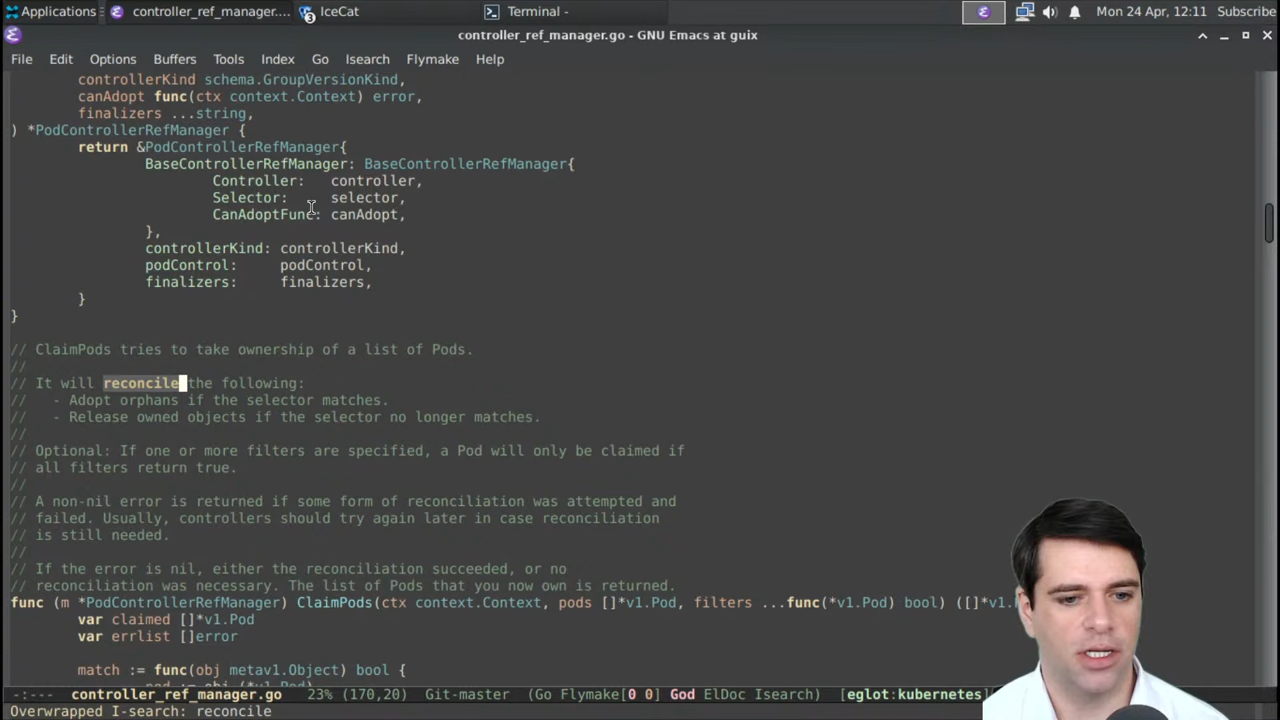 Applications controller_ref_manager.... IceCat 3 Terminal - Mon 24 Apr, 12:11 Subscribe
controller_ref_manager.go - GNU Emacs at guix
File Edit Options Buffers Tools Index Go Isearch Flymake Help
controllerKind schema.GroupVersionKind,
canAdopt func(ctx context.Context) error,
finalizers ...string,
) *PodControllerRefManager {
return &PodControllerRefManager{
BaseControllerRefManager: BaseControllerRefManager{
Controller: controller,
Selector: selector,
CanAdoptFunc: canAdopt,
},
controllerKind: controllerKind,
podControl: podControl,
finalizers: finalizers,
}
}
// ClaimPods tries to take ownership of a list of Pods.
//
// It will reconcile the following:
// - Adopt orphans if the selector matches.
// - Release owned objects if the selector no longer matches.
//
// Optional: If one or more filters are specified, a Pod will only be claimed if
// all filters return true.
//
// A non-nil error is returned if some form of reconciliation was attempted and
// failed. Usually, controllers should try again later in case reconciliation
// is still needed.
//
// If the error is nil, either the reconciliation succeeded, or no
// reconciliation was necessary. The list of Pods that you now own is returned.
func (m *PodControllerRefManager) ClaimPods(ctx context.Context, pods []*v1.Pod, filters ...func(*v1.Pod) bool) ([]*v1.
var claimed []*v1.Pod
var errlist []error
match := func(obj metav1.Object) bool {
pod := obj.(*v1.Pod)
-:--- controller_ref_manager.go 23% (170,20) Git-master (Go Flymake[0 0] God ElDoc Isearch) [eglot:kubernetes]
Overwrapped I-search: reconcile